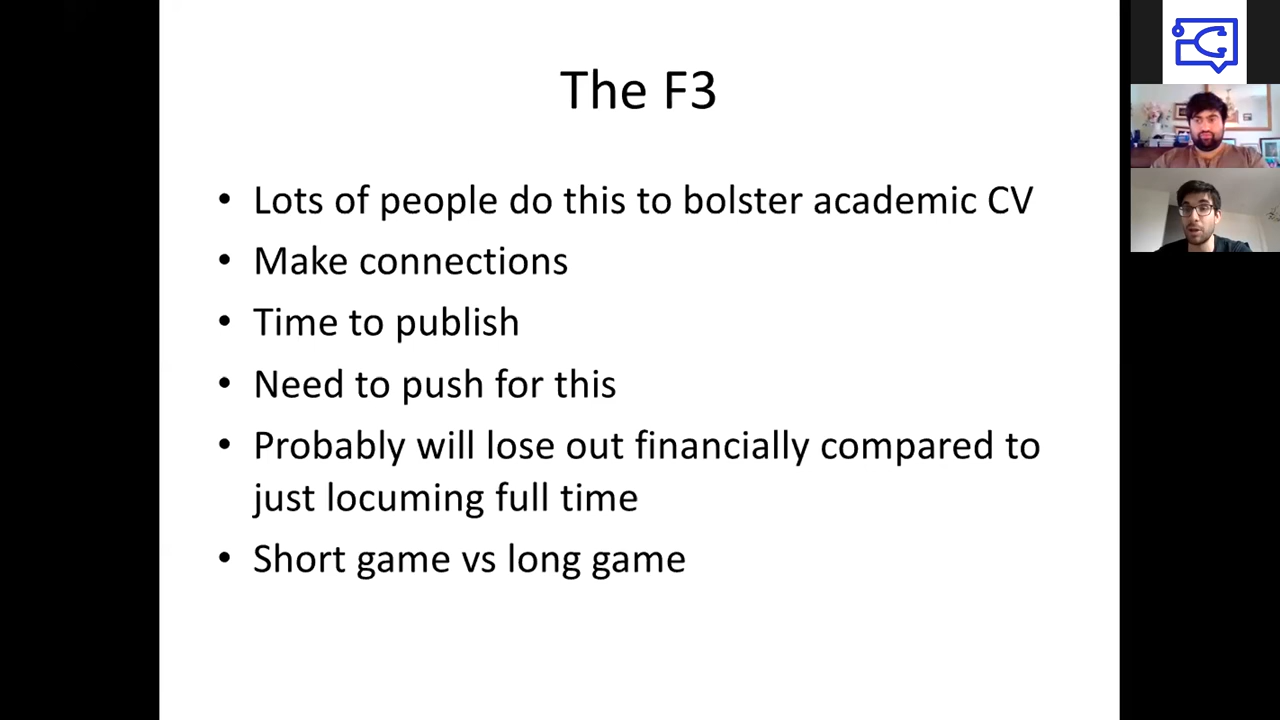 The F3
• Lots of people do this to bolster academic CV
• Make connections
• Time to publish
• Need to push for this
• Probably will lose out financially compared to
just locuming full time
• Short game vs long game